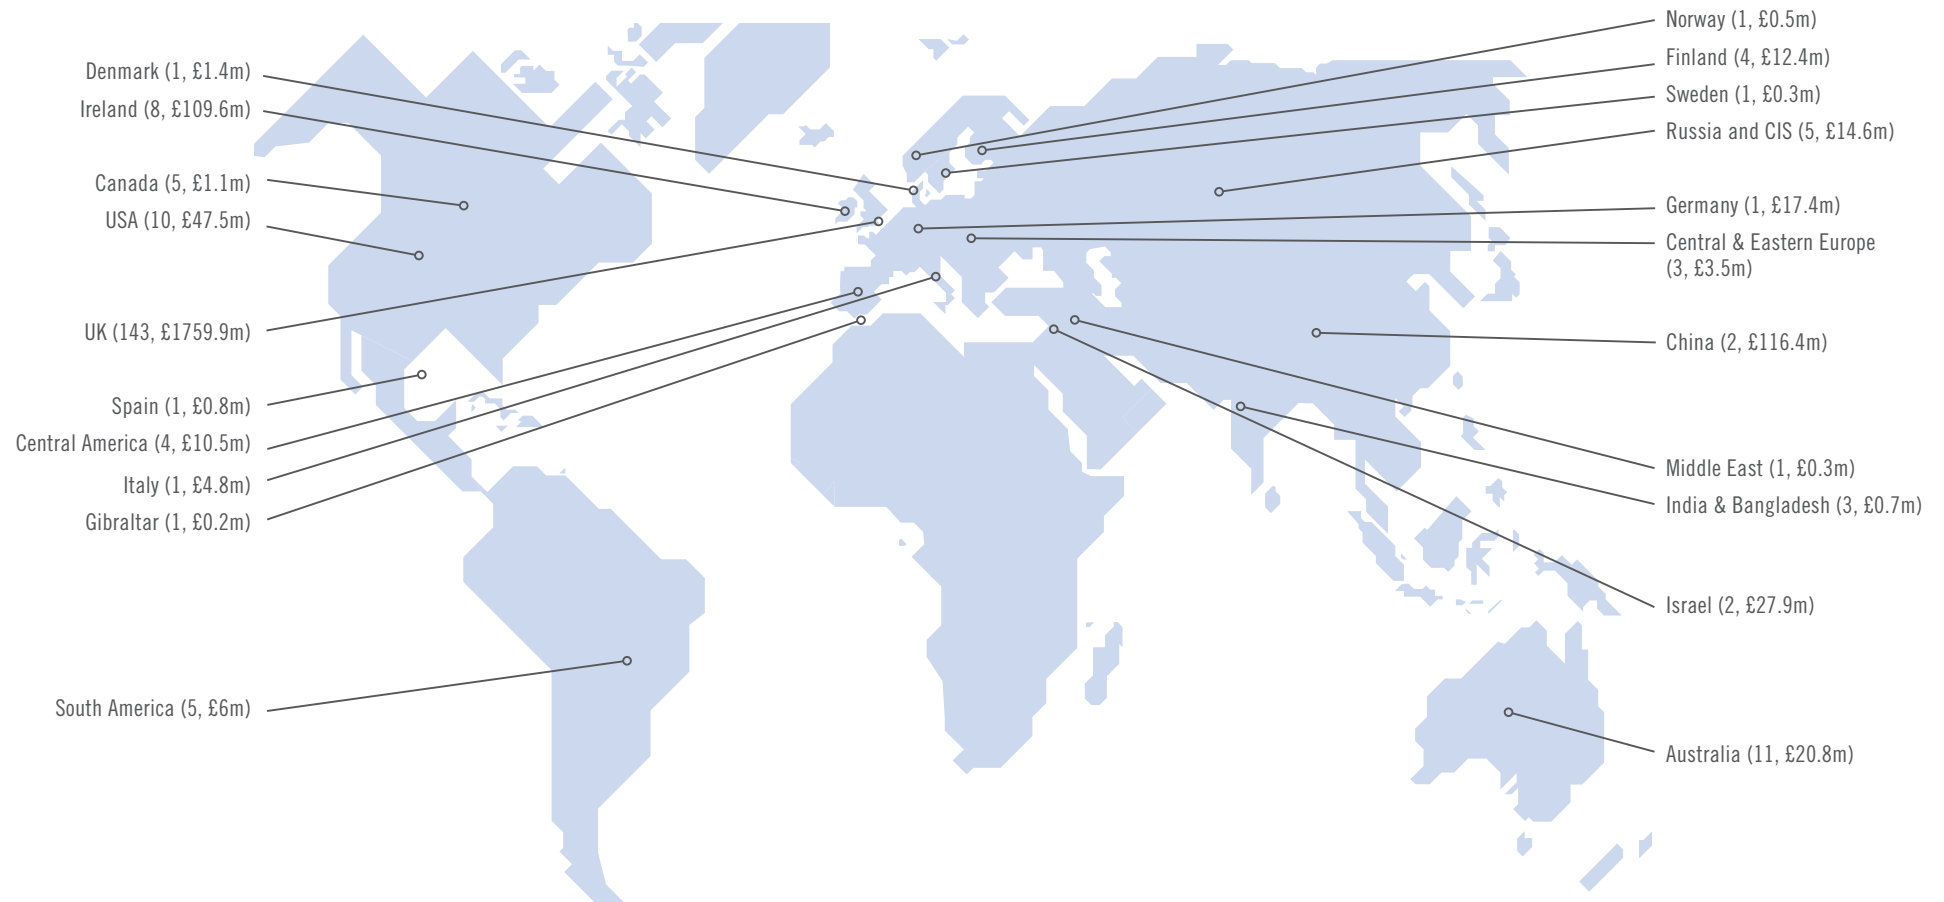 Denmark (1, £1.4m)
Ireland (8, £109.6m)
Canada (5, £1.1m)
USA (10, £47.5m)
UK (143, £1759.9m)
Spain (1, £0.8m)
Central America (4, £10.5m)
Italy (1, £4.8m)
Gibraltar (1, £0.2m)
South America (5, £6m)
Norway (1, £0.5m)
Finland (4, £12.4m)
Sweden (1, £0.3m)
Russia and CIS (5, £14.6m)
Germany (1, £17.4m)
Central & Eastern Europe
(3, £3.5m)
China (2, £116.4m)
Middle East (1, £0.3m)
India & Bangladesh (3, £0.7m)
Israel (2, £27.9m)
Australia (11, £20.8m)